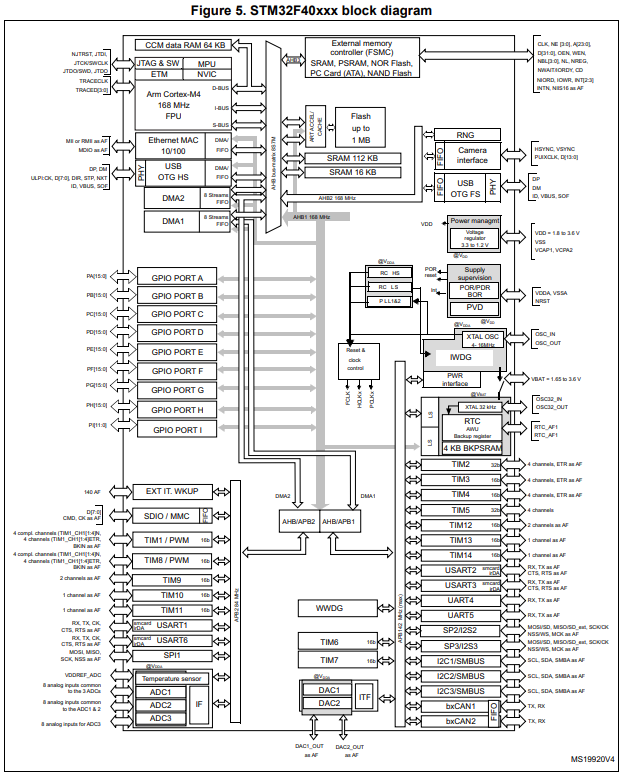 Figure 5. STM32F40xxx block diagram
CCM data RAM 64 KB
External memory
controller (FSMC)
SRAM, PSRAM, NOR Flash,
PC Card (ATA), NAND Flash
AHB3
CLK, NE [3:0], A[23:0],
D[31:0], OEN, WEN,
NBL[3:0], NL, NREG,
NWAIT/IORDY, CD
NIORD, IOWR, INT[2:3]
INTN, NIIS16 as AF
NJTRST, JTDI,
JTCK/SWCLK
JTDO/SWD, JTDO
TRACECLK
TRACED[3:0]
JTAG & SW
MPU
ETM
NVIC
Arm Cortex-M4
168 MHz
FPU
D-BUS
I-BUS
S-BUS
AHB bus-matrix 8S7M
ART ACCEL/
CACHE
Flash
up to
1 MB
SRAM 112 KB
SRAM 16 KB
AHB2 168 MHz
AHB1 168 MHz
MII or RMII as AF
MDIO as AF
Ethernet MAC
10/100
DMA/
FIFO
DP, DM
ULPI:CK, D[7:0], DIR, STP, NXT
ID, VBUS, SOF
PHY
USB
OTG HS
DMA/
FIFO
DMA2
8 Streams
FIFO
DMA1
8 Streams
FIFO
RNG
FIFO
Camera
interface
HSYNC, VSYNC
PUIXCLK, D[13:0]
FIFO
USB
OTG FS
PHY
DP
DM
ID, VBUS, SOF
VDD
Power managmt
Voltage
regulator
3.3 to 1.2 V
VDD = 1.8 to 3.6 V
VSS
VCAP1, VCPA2
@VDD
Supply
supervision
POR/PDR
BOR
PVD
POR
reset
Int
VDDA, VSSA
NRST
@VDDA
RC HS
RC LS
P LL1&2
@VDDA
@VDD
XTAL OSC
4- 16MHz
OSC_IN
OSC_OUT
IWDG
PWR
interface
VBAT = 1.65 to 3.6 V
@VBAT
XTAL 32 kHz
OSC32_IN
OSC32_OUT
LS
LS
RTC
AWU
Backup register
4 KB BKPSRAM
RTC_AF1
RTC_AF1
Reset &
clock
control
FCLK
HCLKx
PCLKx
PA[15:0]
GPIO PORT A
PB[15:0]
GPIO PORT B
PC[15:0]
GPIO PORT C
PD[15:0]
GPIO PORT D
PE[15:0]
GPIO PORT E
PF[15:0]
GPIO PORT F
PG[15:0]
GPIO PORT G
PH[15:0]
GPIO PORT H
PI[11:0]
GPIO PORT I
DMA2
DMA1
AHB/APB2
AHB/APB1
140 AF
EXT IT. WKUP
D[7:0]
CMD, CK as AF
SDIO / MMC
FIFO
4 compl. channels (TIM1_CH1[1:4]N,
4 channels (TIM1_CH1[1:4]ETR,
BKIN as AF
TIM1 / PWM
16b
4 compl. channels (TIM1_CH1[1:4]N,
4 channels (TIM1_CH1[1:4]ETR,
BKIN as AF
TIM8 / PWM
16b
2 channels as AF
TIM9
16b
1 channel as AF
TIM10
16b
1 channel as AF
TIM11
16b
RX, TX, CK,
CTS, RTS as AF
smcard
irDA
USART1
RX, TX, CK,
CTS, RTS as AF
smcard
irDA
USART6
MOSI, MISO,
SCK, NSS as AF
SPI1
APB2 84 MHz
@VDDA
VDDREF_ADC
Temperature sensor
8 analog inputs common
to the 3 ADCs
ADC1
8 analog inputs common
to the ADC1 & 2
ADC2
8 analog inputs for ADC3
ADC3
IF
WWDG
TIM6
16b
TIM7
16b
@VDDA
DAC1
DAC2
ITF
DAC1_OUT
as AF
DAC2_OUT
as AF
APB1 42 MHz (max)
TIM2
32b
4 channels, ETR as AF
TIM3
16b
4 channels, ETR as AF
TIM4
16b
4 channels, ETR as AF
TIM5
32b
4 channels
TIM12
16b
2 channels as AF
TIM13
16b
1 channel as AF
TIM14
16b
1 channel as AF
USART2
smcard
irDA
RX, TX as AF
CTS, RTS as AF
USART3
smcard
irDA
RX, TX as AF
CTS, RTS as AF
UART4
RX, TX as AF
UART5
RX, TX as AF
SP2/I2S2
MOSI/SD, MISO/SD_ext, SCK/CK
NSS/WS, MCK as AF
SP3/I2S3
MOSI/SD, MISO/SD_ext, SCK/CK
NSS/WS, MCK as AF
I2C1/SMBUS
SCL, SDA, SMBA as AF
I2C2/SMBUS
SCL, SDA, SMBA as AF
I2C3/SMBUS
SCL, SDA, SMBA as AF
bxCAN1
TX, RX
bxCAN2
FIFO
TX, RX
MS19920V4